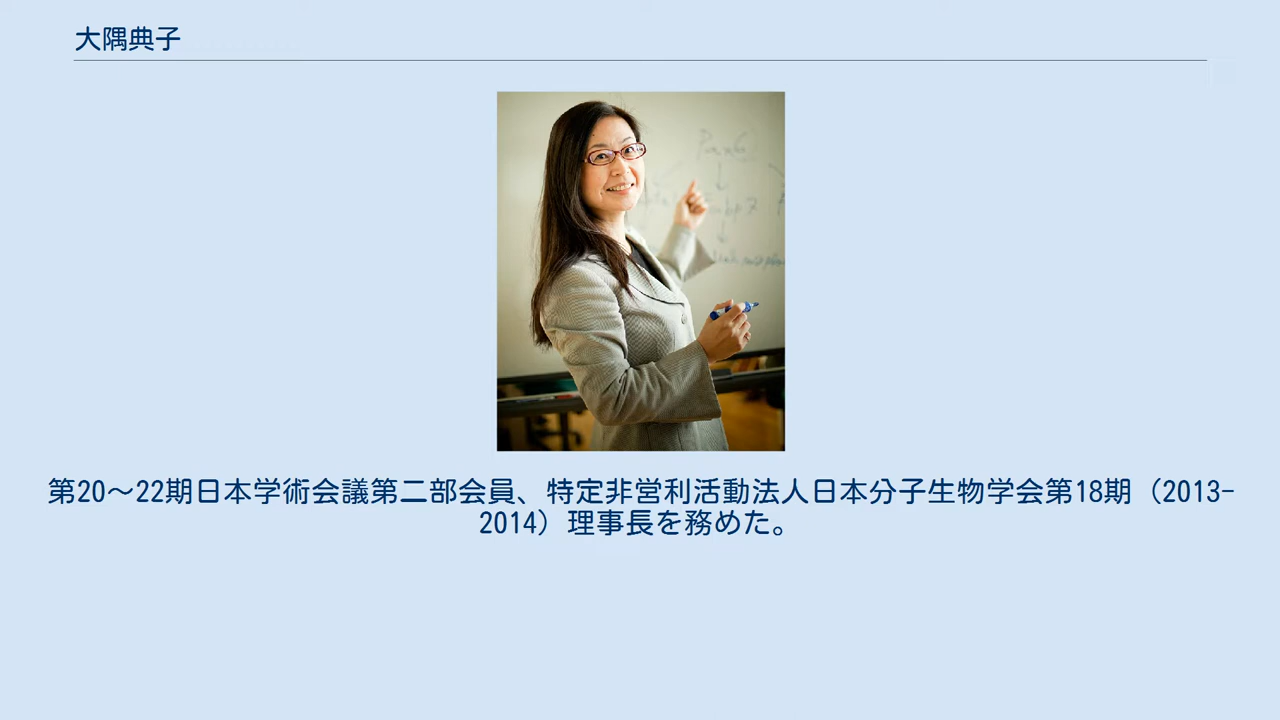 大隅典子
Pax6
第20〜22期日本学術会議第二部会員、特定非営利活動法人日本分子生物学会第18期（2013-
2014）理事長を務めた。